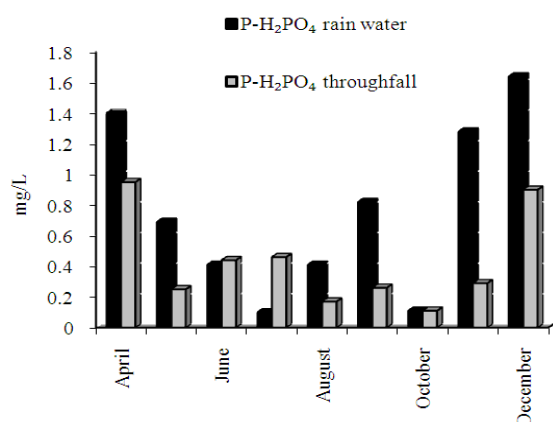 P-H₂PO₄ rain water
P-H₂PO₄ throughfall
1.8
1.6
1.4
1.2
1
0.8
0.6
0.4
0.2
0
mg/L
April
June
August
October
December